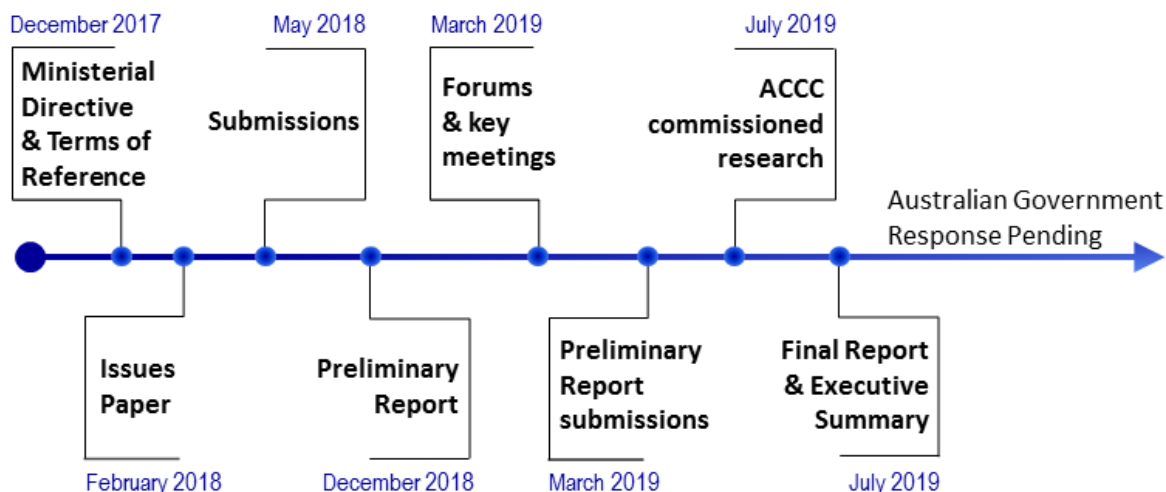 December 2017
Ministerial
Directive
& Terms of
Reference
May 2018
Submissions
March 2019
Forums
& key
meetings
July 2019
ACCC
commissioned
research
Australian Government
Response Pending
Issues
Paper
February 2018
Preliminary
Report
December 2018
Preliminary
Report
submissions
March 2019
Final Report
& Executive
Summary
July 2019